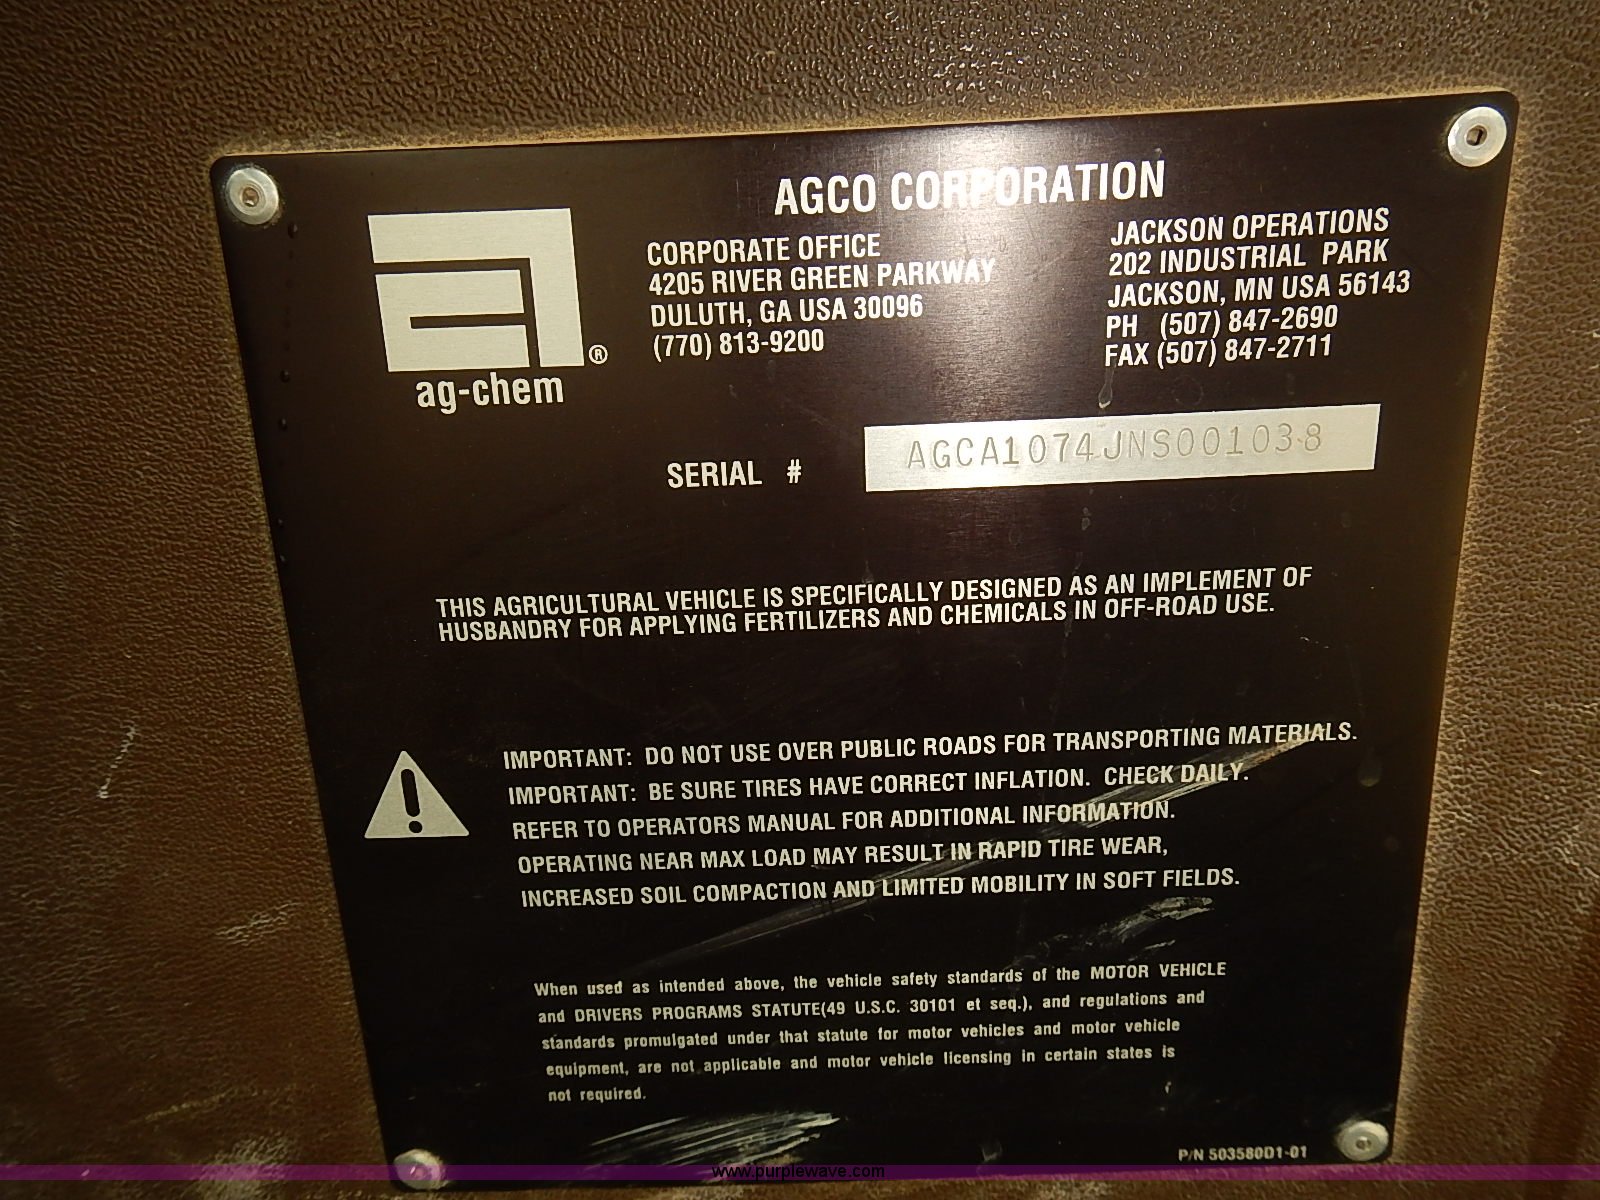 AGCO CORPORATION
CORPORATE OFFICE
4205 RIVER GREEN PARKWAY
DULUTH, GA USA 30096
(770) 813-9200
JACKSON OPERATIONS
202 INDUSTRIAL PARK
JACKSON, MN USA 56143
PH (507) 847-2690
FAX (507) 847-2711
®
ag-chem
SERIAL # AGCA1074JNS001038
THIS AGRICULTURAL VEHICLE IS SPECIFICALLY DESIGNED AS AN IMPLEMENT OF
HUSBANDRY FOR APPLYING FERTILIZERS AND CHEMICALS IN OFF-ROAD USE.
IMPORTANT: DO NOT USE OVER PUBLIC ROADS FOR TRANSPORTING MATERIALS.
IMPORTANT: BE SURE TIRES HAVE CORRECT INFLATION. CHECK DAILY.
REFER TO OPERATORS MANUAL FOR ADDITIONAL INFORMATION.
OPERATING NEAR MAX LOAD MAY RESULT IN RAPID TIRE WEAR,
INCREASED SOIL COMPACTION AND LIMITED MOBILITY IN SOFT FIELDS.
When used as intended above, the vehicle safety standards of the MOTOR VEHICLE
and DRIVERS PROGRAMS STATUTE(49 U.S.C. 30101 et seq.), and regulations and
standards promulgated under that statute for motor vehicles and motor vehicle
equipment, are not applicable and motor vehicle licensing in certain states is
not required.
P/N 503580D1-01
www.purplewave.com